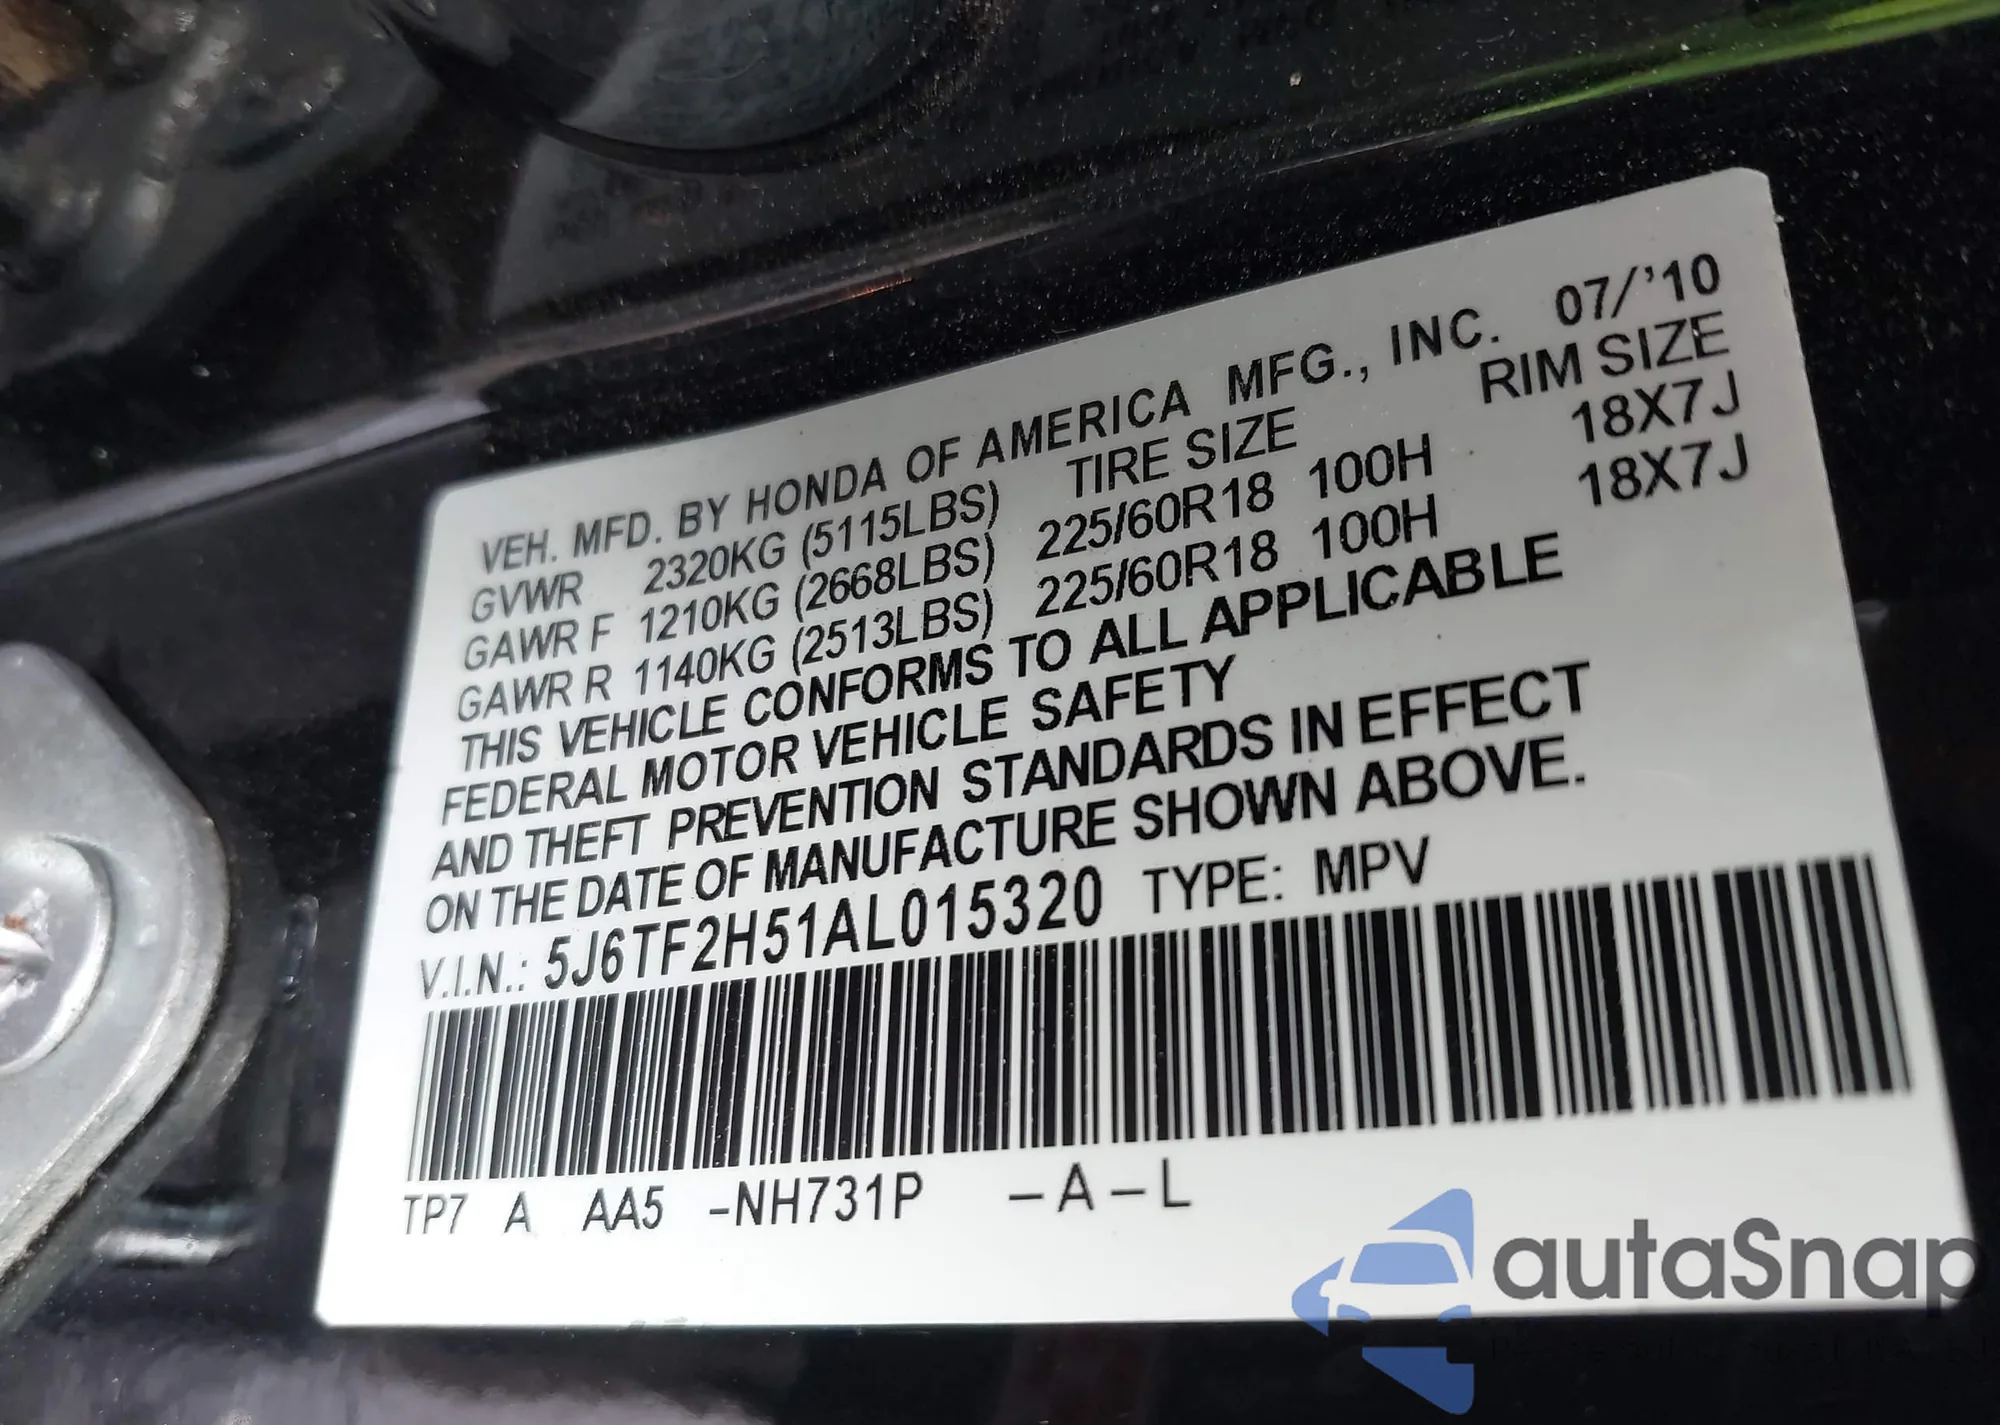 VEH. MFD. BY HONDA OF AMERICA MFG., INC. 07/'10
GVWR 2320KG (5115LBS) TIRE SIZE RIM SIZE
GAWR F 1210KG (2668LBS) 225/60R18 100H 18X7J
GAWR R 1140KG (2513LBS) 225/60R18 100H 18X7J
THIS VEHICLE CONFORMS TO ALL APPLICABLE
FEDERAL MOTOR VEHICLE SAFETY
AND THEFT PREVENTION STANDARDS IN EFFECT
ON THE DATE OF MANUFACTURE SHOWN ABOVE.
V.I.N.: 5J6TF2H51AL015320 TYPE: MPV
TP7 A AA5 -NH731P -A-L
autaSnap